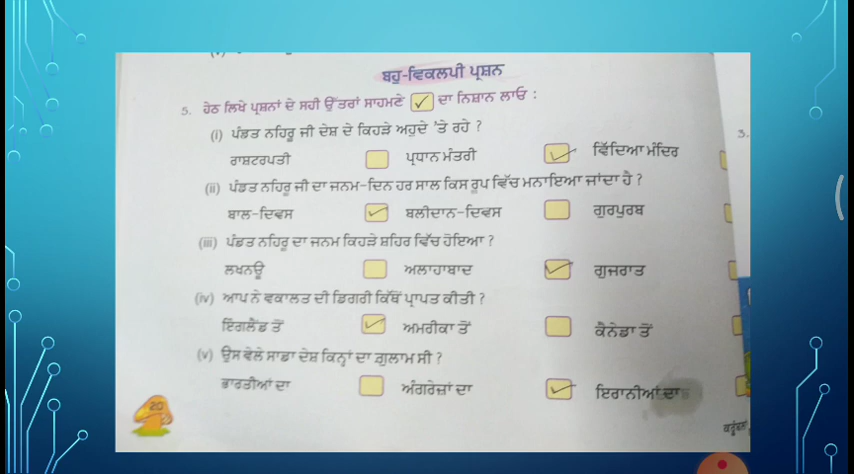 ਬਹੁ-ਵਿਕਲਪੀ ਪ੍ਰਸ਼ਨ
5. ਹੇਠ ਲਿਖੇ ਪ੍ਰਸ਼ਨਾਂ ਦੇ ਸਹੀ ਉੱਤਰਾਂ ਸਾਹਮਣੇ ✓ ਦਾ ਨਿਸ਼ਾਨ ਲਾਓ :
(i) ਪੰਡਤ ਨਹਿਰੂ ਜੀ ਦੇਸ਼ ਦੇ ਕਿਹੜੇ ਅਹੁਦੇ 'ਤੇ ਰਹੇ ?
ਰਾਸ਼ਟਰਪਤੀ ਪ੍ਰਧਾਨ ਮੰਤਰੀ ✓ ਵਿੱਦਿਆ ਮੰਦਿਰ
(ii) ਪੰਡਤ ਨਹਿਰੂ ਜੀ ਦਾ ਜਨਮ-ਦਿਨ ਹਰ ਸਾਲ ਕਿਸ ਰੂਪ ਵਿੱਚ ਮਨਾਇਆ ਜਾਂਦਾ ਹੈ ?
ਬਾਲ-ਦਿਵਸ ✓ ਬਲੀਦਾਨ-ਦਿਵਸ ਗੁਰਪੁਰਬ
(iii) ਪੰਡਤ ਨਹਿਰੂ ਦਾ ਜਨਮ ਕਿਹੜੇ ਸ਼ਹਿਰ ਵਿੱਚ ਹੋਇਆ ?
ਲਖਨਊ ਅਲਾਹਾਬਾਦ ✓ ਗੁਜਰਾਤ
(iv) ਆਪ ਨੇ ਵਕਾਲਤ ਦੀ ਡਿਗਰੀ ਕਿੱਥੋਂ ਪ੍ਰਾਪਤ ਕੀਤੀ ?
ਇੰਗਲੈਂਡ ਤੋਂ ✓ ਅਮਰੀਕਾ ਤੋਂ ਕੈਨੇਡਾ ਤੋਂ
(v) ਉਸ ਵੇਲੇ ਸਾਡਾ ਦੇਸ਼ ਕਿਨ੍ਹਾਂ ਦਾ ਗ਼ੁਲਾਮ ਸੀ ?
ਭਾਰਤੀਆਂ ਦਾ ਅੰਗਰੇਜ਼ਾਂ ਦਾ ✓ ਇਰਾਨੀਆਂ ਦਾ
20
3.